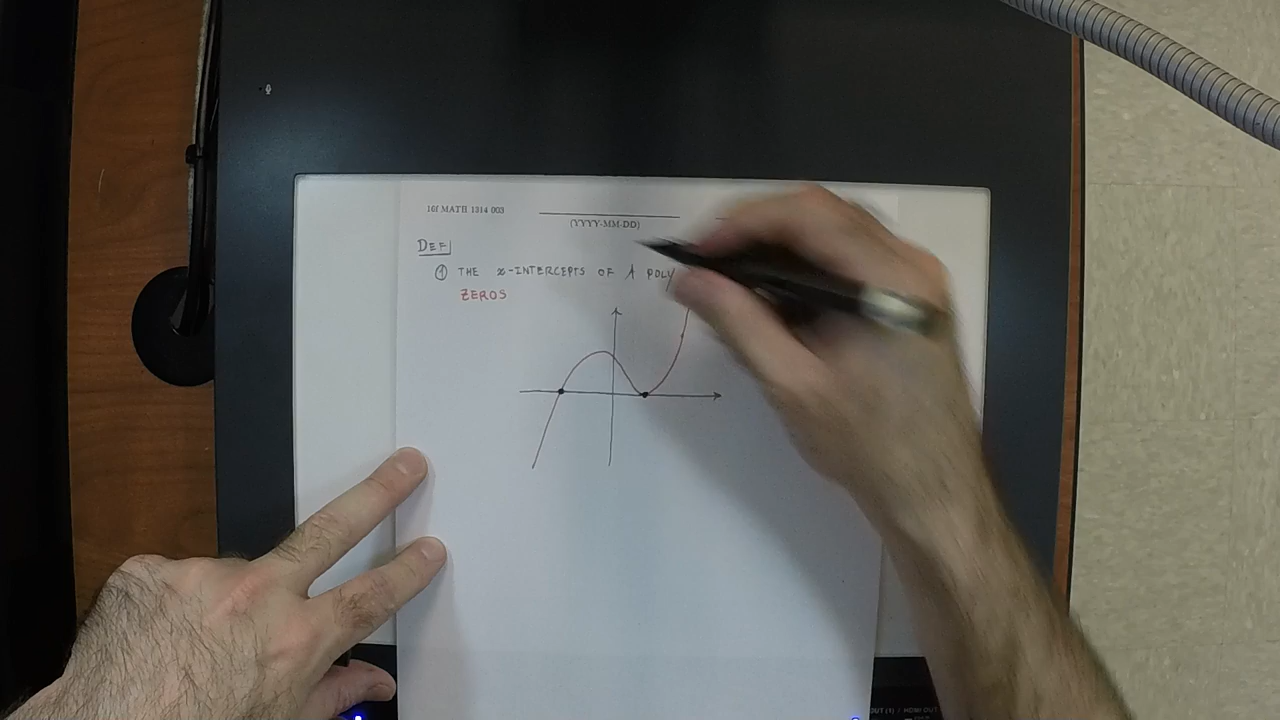 16f MATH 1314 003
(YYYY-MM-DD)
DEF
① THE x-INTERCEPTS OF A POLY
ZEROS